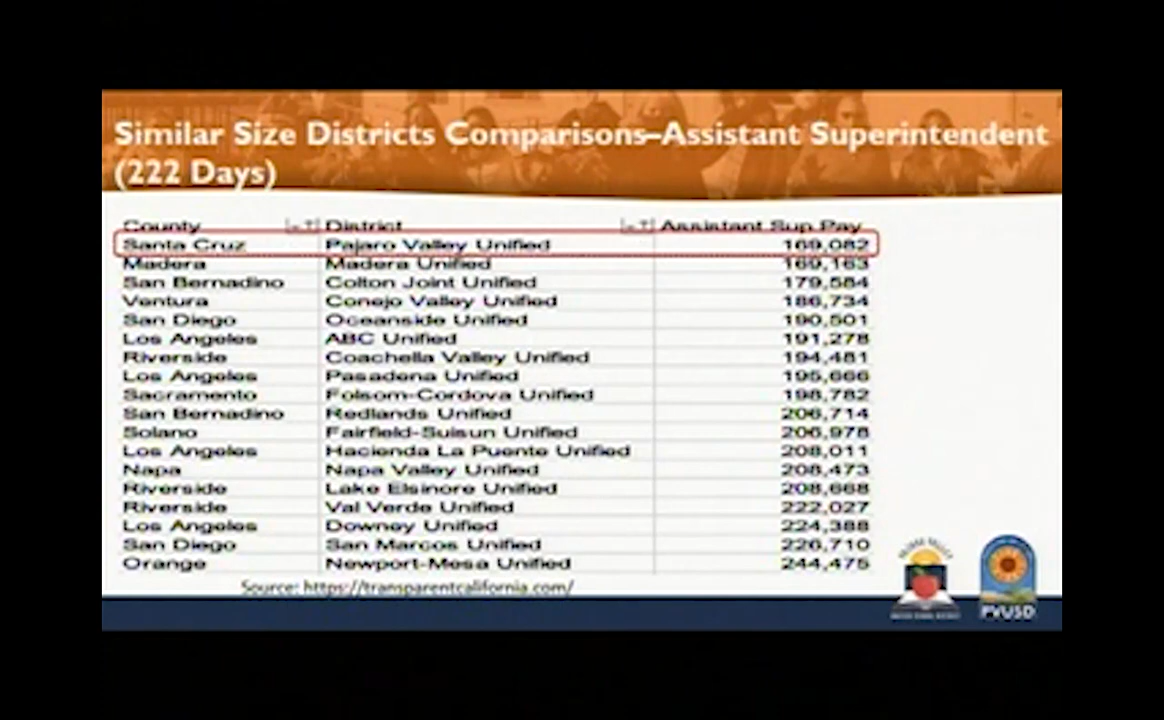 Similar Size Districts Comparisons–Assistant Superintendent
(222 Days)
County District Assistant Sup Pay
Santa Cruz Pajaro Valley Unified 169,082
Madera Madera Unified 169,163
San Bernadino Colton Joint Unified 179,584
Ventura Conejo Valley Unified 186,734
San Diego Oceanside Unified 190,501
Los Angeles ABC Unified 191,278
Riverside Coachella Valley Unified 194,481
Los Angeles Pasadena Unified 195,666
Sacramento Folsom-Cordova Unified 198,782
San Bernadino Redlands Unified 206,714
Solano Fairfield-Suisun Unified 206,978
Los Angeles Hacienda La Puente Unified 208,011
Napa Napa Valley Unified 208,473
Riverside Lake Elsinore Unified 208,668
Riverside Val Verde Unified 222,027
Los Angeles Downey Unified 224,388
San Diego San Marcos Unified 226,710
Orange Newport-Mesa Unified 244,475
Source: https://transparentcalifornia.com/
PVUSD